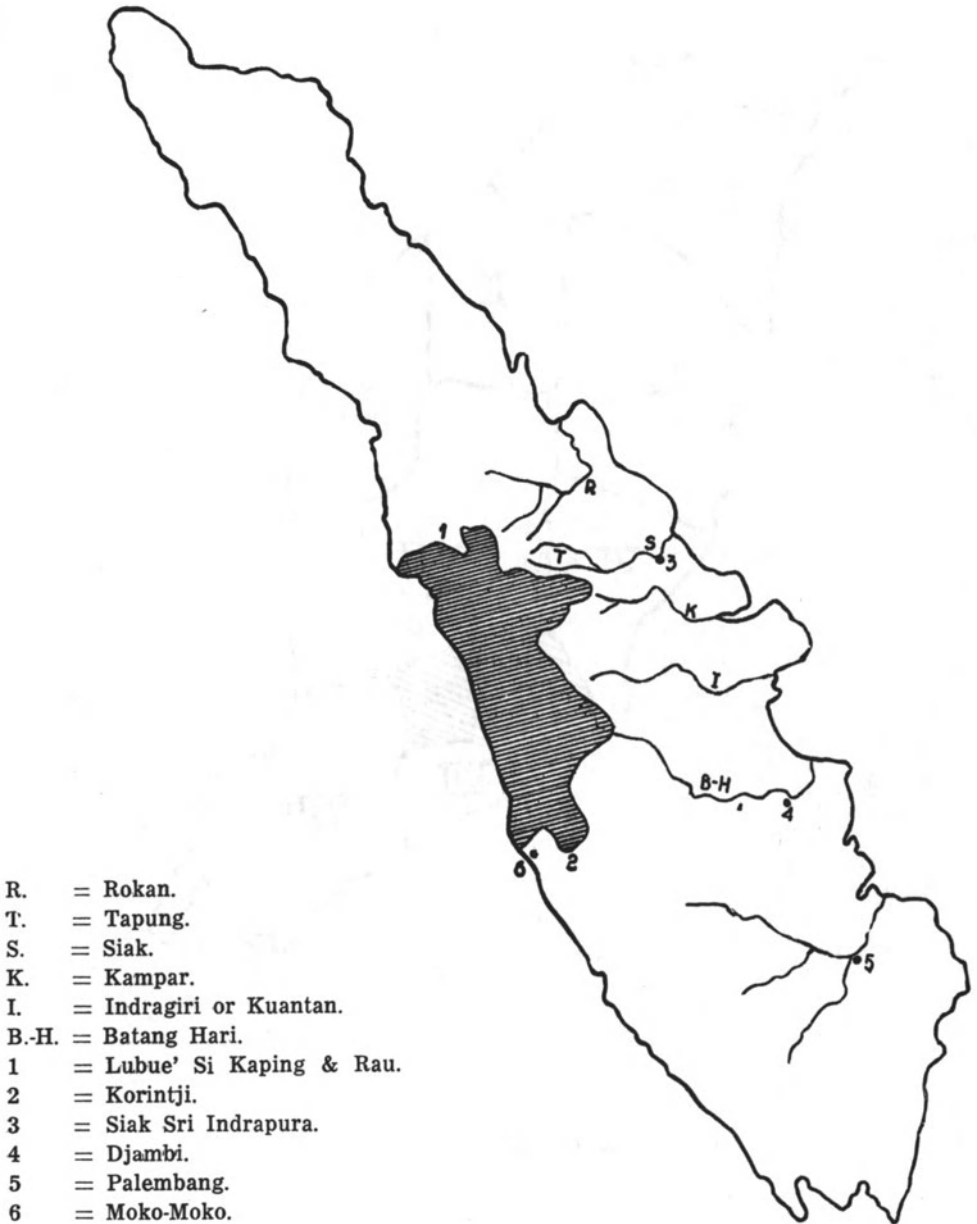 R
1
T
S
3
K
I
B-H
4
6
2
5
R. = Rokan.
T. = Tapung.
S. = Siak.
K. = Kampar.
I. = Indragiri or Kuantan.
B.-H. = Batang Hari.
1 = Lubue' Si Kaping & Rau.
2 = Korintji.
3 = Siak Sri Indrapura.
4 = Djambi.
5 = Palembang.
6 = Moko-Moko.